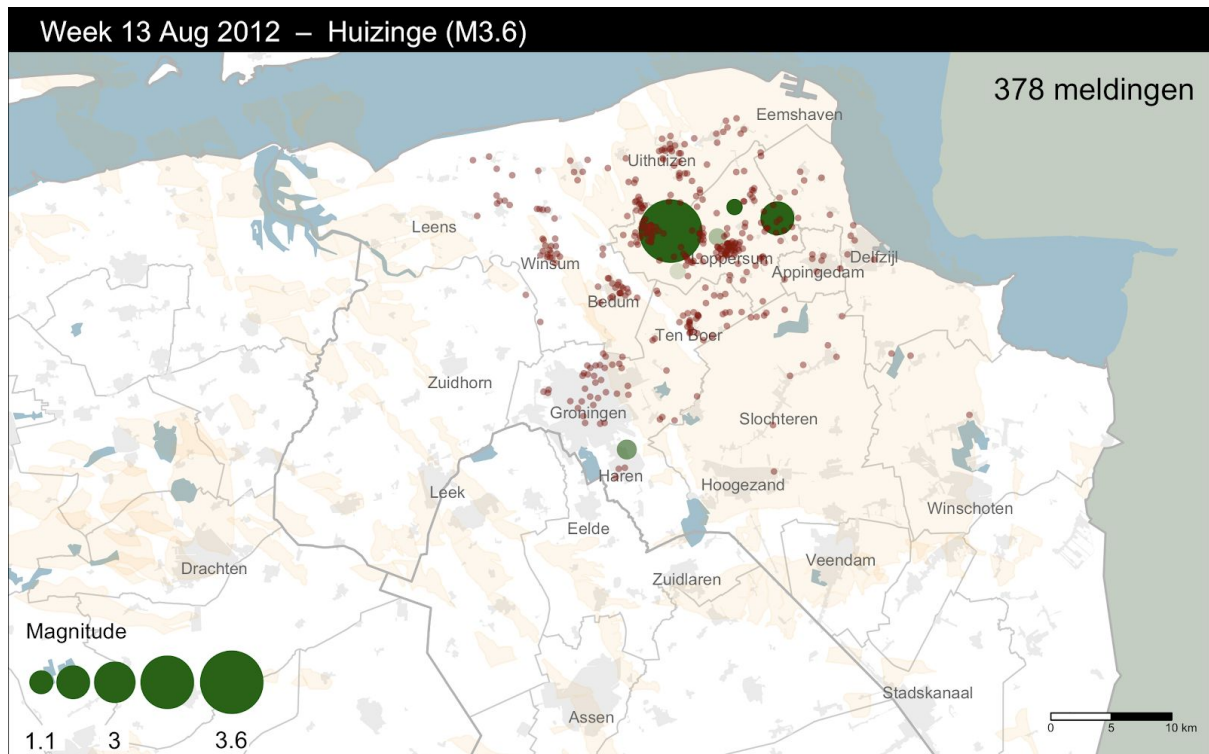 Week 13 Aug 2012 – Huizinge (M3.6)
378 meldingen
Eemshaven
Uithuizen
Leens
Winsum
Loppersum
Delfzijl
Appingedam
Bedum
Ten Boer
Zuidhorn
Groningen
Slochteren
Haren
Leek
Hoogezand
Winschoten
Eelde
Drachten
Veendam
Zuidlaren
Magnitude
1.1 3 3.6
Assen
Stadskanaal
0 5 10 km